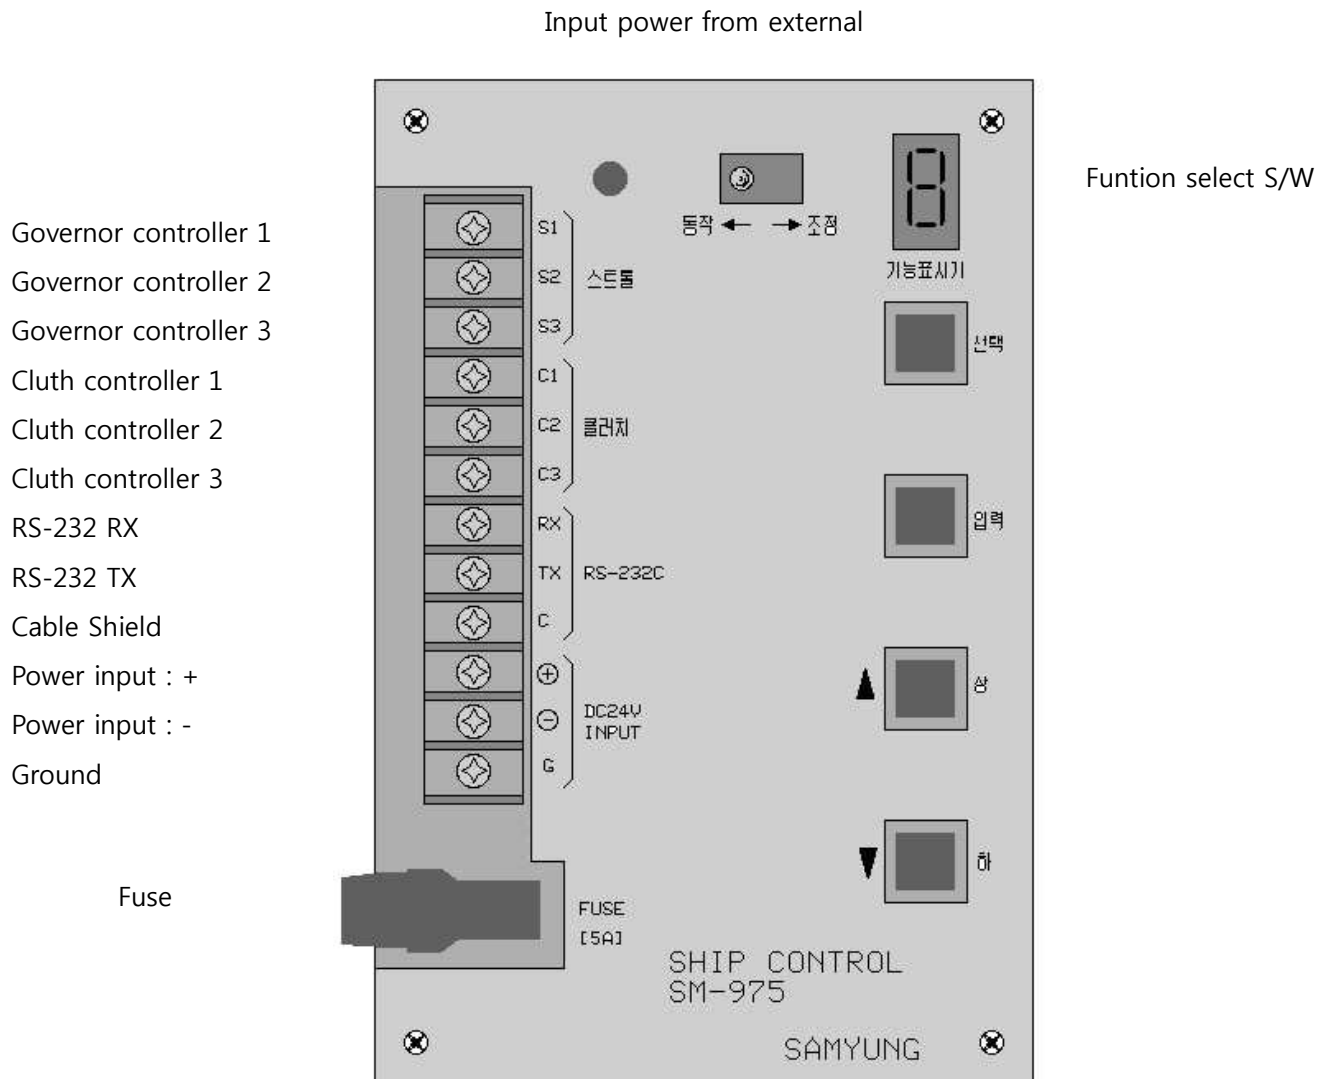 Input power from external
Funtion select S/W
동작 ← → 조정
기능표시기
Governor controller 1
S1
Governor controller 2
S2
스트롤
Governor controller 3
S3
선택
Cluth controller 1
C1
Cluth controller 2
C2
클러치
Cluth controller 3
C3
RS-232 RX
RX
입력
RS-232 TX
TX
RS-232C
Cable Shield
C
Power input : +
⊕
▲ 상
Power input : -
⊖
DC24V
INPUT
Ground
G
▼ 하
Fuse
FUSE
[5A]
SHIP CONTROL
SM-975
SAMYUNG